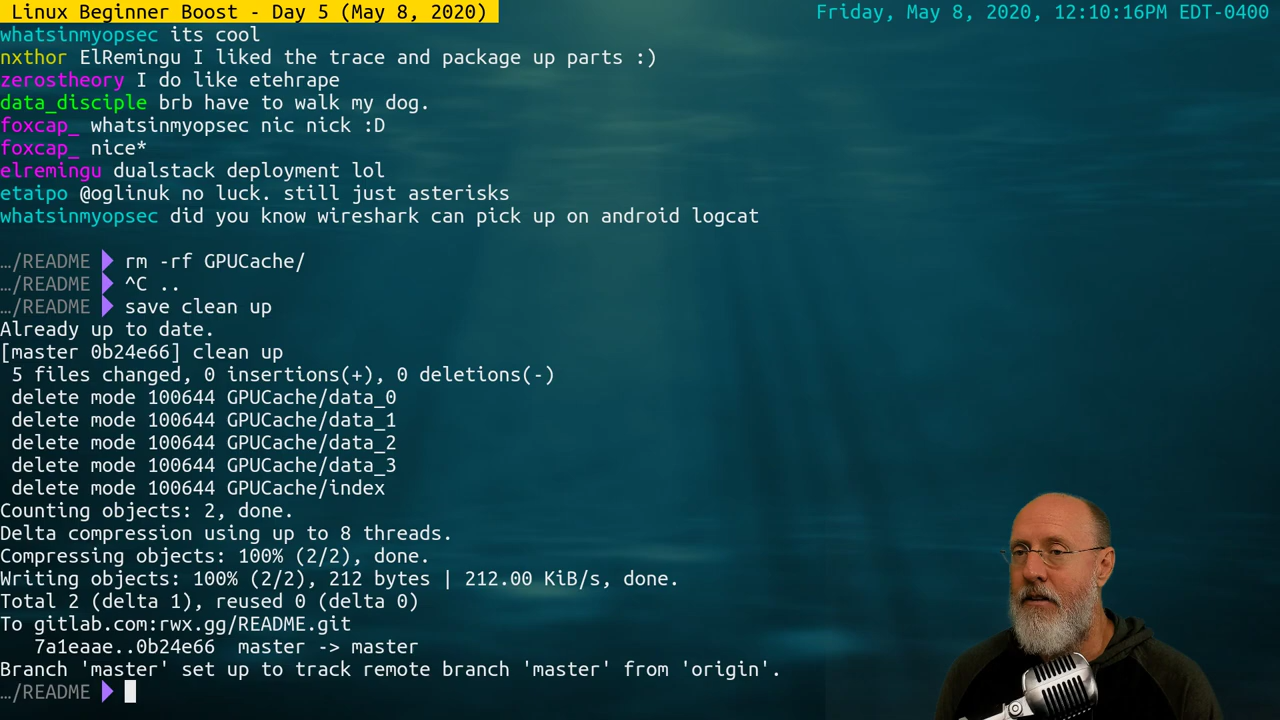 Linux Beginner Boost - Day 5 (May 8, 2020)
Friday, May 8, 2020, 12:10:16PM EDT-0400
whatsinmyopsec its cool
nxthor ElRemingu I liked the trace and package up parts :)
zerostheory I do like etehrape
data_disciple brb have to walk my dog.
foxcap_ whatsinmyopsec nic nick :D
foxcap_ nice*
elremingu dualstack deployment lol
etaipo @oglinuk no luck. still just asterisks
whatsinmyopsec did you know wireshark can pick up on android logcat
…/README rm -rf GPUCache/
…/README ^C ..
…/README save clean up
Already up to date.
[master 0b24e66] clean up
5 files changed, 0 insertions(+), 0 deletions(-)
delete mode 100644 GPUCache/data_0
delete mode 100644 GPUCache/data_1
delete mode 100644 GPUCache/data_2
delete mode 100644 GPUCache/data_3
delete mode 100644 GPUCache/index
Counting objects: 2, done.
Delta compression using up to 8 threads.
Compressing objects: 100% (2/2), done.
Writing objects: 100% (2/2), 212 bytes | 212.00 KiB/s, done.
Total 2 (delta 1), reused 0 (delta 0)
To gitlab.com:rwx.gg/README.git
7a1eaae..0b24e66  master -> master
Branch 'master' set up to track remote branch 'master' from 'origin'.
…/README